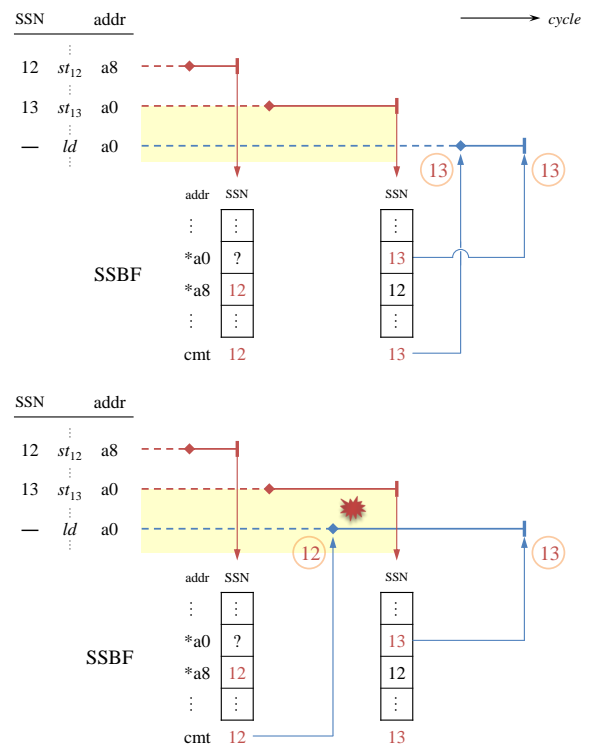 SSN addr cycle
⋮
12 st₁₂ a8
13 st₁₃ a0
⋮
— ld a0
13 13
addr SSN SSN
⋮ ⋮ ⋮
*a0 ? 13
SSBF
*a8 12 12
⋮ ⋮ ⋮
cmt 12 13
SSN addr
⋮
12 st₁₂ a8
13 st₁₃ a0
⋮
— ld a0
12 13
addr SSN SSN
⋮ ⋮ ⋮
*a0 ? 13
SSBF
*a8 12 12
⋮ ⋮ ⋮
cmt 12 13